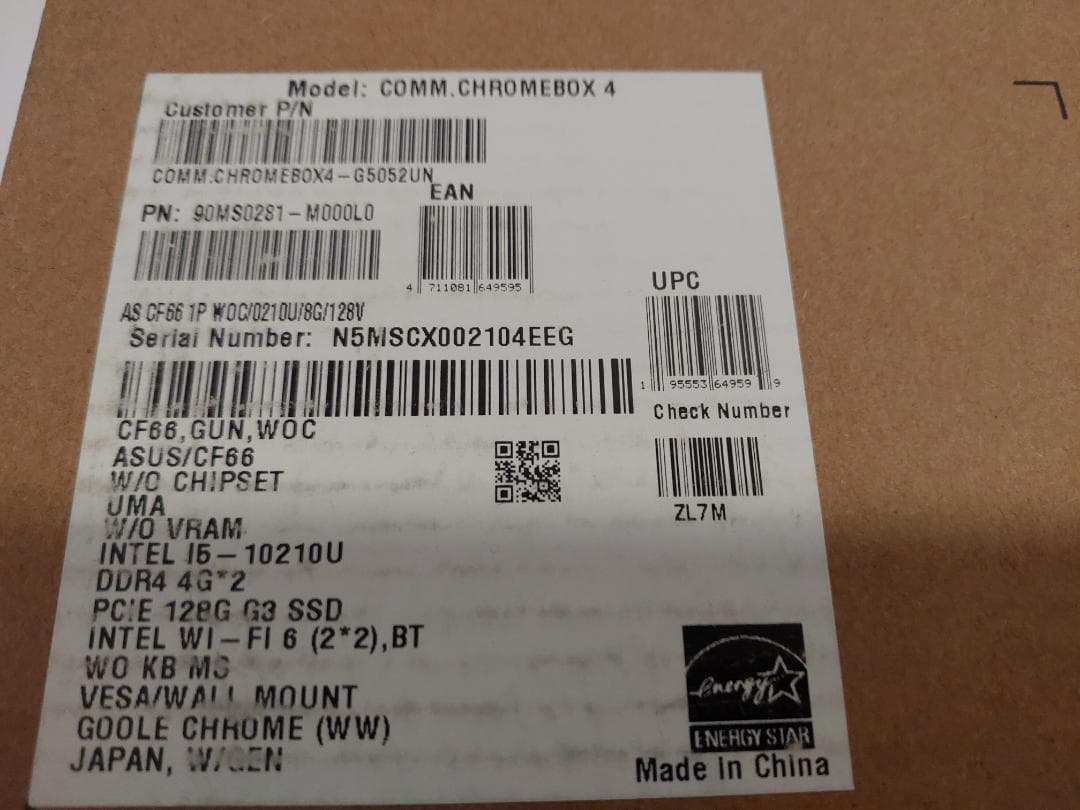 Model: COMM.CHROMEBOX 4
Customer P/N
COMM.CHROMEBOX4-G5052UN
EAN
PN: 90MS0281-M000L0
4 711081 649595
AS CF66 1P WOC/0210U/8G/128V
UPC
Serial Number: N5MSCX002104EEG
1 95553 64959 9
Check Number
ZL7M
CF66,GUN,WOC
ASUS/CF66
W/O CHIPSET
UMA
W/O VRAM
INTEL I5-10210U
DDR4 4G*2
PCIE 128G G3 SSD
INTEL WI-FI 6 (2*2),BT
WO KB MS
VESA/WALL MOUNT
GOOLE CHROME (WW)
JAPAN, W/GEN
energy
ENERGY STAR
Made in China